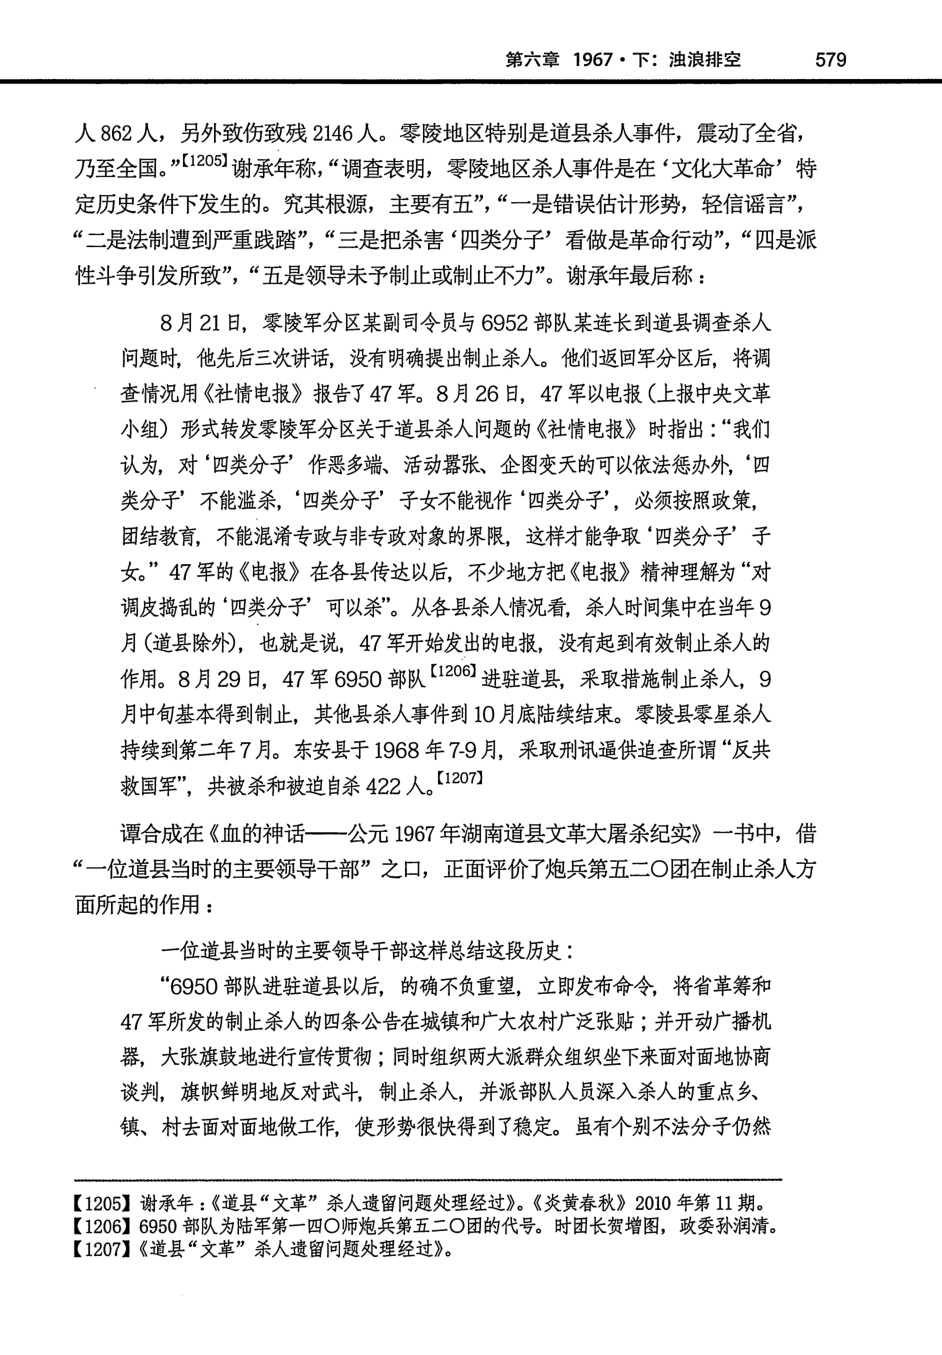 第六章 1967·下：浊浪排空 579
人 862 人，另外致伤致残 2146 人。零陵地区特别是道县杀人事件，震动了全省，
乃至全国。”【1205】谢承年称，“调查表明，零陵地区杀人事件是在‘文化大革命’特
定历史条件下发生的。究其根源，主要有五”，“一是错误估计形势，轻信谣言”，
“二是法制遭到严重践踏”，“三是把杀害‘四类分子’看做是革命行动”，“四是派
性斗争引发所致”，“五是领导未予制止或制止不力”。谢承年最后称：
8 月 21 日，零陵军分区某副司令员与 6952 部队某连长到道县调查杀人
问题时，他先后三次讲话，没有明确提出制止杀人。他们返回军分区后，将调
查情况用《社情电报》报告了 47 军。8 月 26 日，47 军以电报（上报中央文革
小组）形式转发零陵军分区关于道县杀人问题的《社情电报》时指出：“我们
认为，对‘四类分子’作恶多端、活动嚣张、企图变天的可以依法惩办外，‘四
类分子’不能滥杀，‘四类分子’子女不能视作‘四类分子’，必须按照政策，
团结教育，不能混淆专政与非专政对象的界限，这样才能争取‘四类分子’子
女。”47 军的《电报》在各县传达以后，不少地方把《电报》精神理解为“对
调皮捣乱的‘四类分子’可以杀”。从各县杀人情况看，杀人时间集中在当年 9
月（道县除外），也就是说，47 军开始发出的电报，没有起到有效制止杀人的
作用。8 月 29 日，47 军 6950 部队【1206】进驻道县，采取措施制止杀人，9
月中旬基本得到制止，其他县杀人事件到 10 月底陆续结束。零陵县零星杀人
持续到第二年 7 月。东安县于 1968 年 7-9 月，采取刑讯逼供追查所谓“反共
救国军”，共被杀和被迫自杀 422 人。【1207】
谭合成在《血的神话——公元 1967 年湖南道县文革大屠杀纪实》一书中，借
“一位道县当时的主要领导干部”之口，正面评价了炮兵第五二〇团在制止杀人方
面所起的作用：
一位道县当时的主要领导干部这样总结这段历史：
“6950 部队进驻道县以后，的确不负重望，立即发布命令，将省革筹和
47 军所发的制止杀人的四条公告在城镇和广大农村广泛张贴；并开动广播机
器，大张旗鼓地进行宣传贯彻；同时组织两大派群众组织坐下来面对面地协商
谈判，旗帜鲜明地反对武斗，制止杀人，并派部队人员深入杀人的重点乡、
镇、村去面对面地做工作，使形势很快得到了稳定。虽有个别不法分子仍然
【1205】谢承年：《道县“文革”杀人遗留问题处理经过》。《炎黄春秋》2010 年第 11 期。
【1206】6950 部队为陆军第一四〇师炮兵第五二〇团的代号。时团长贺增图，政委孙润清。
【1207】《道县“文革”杀人遗留问题处理经过》。